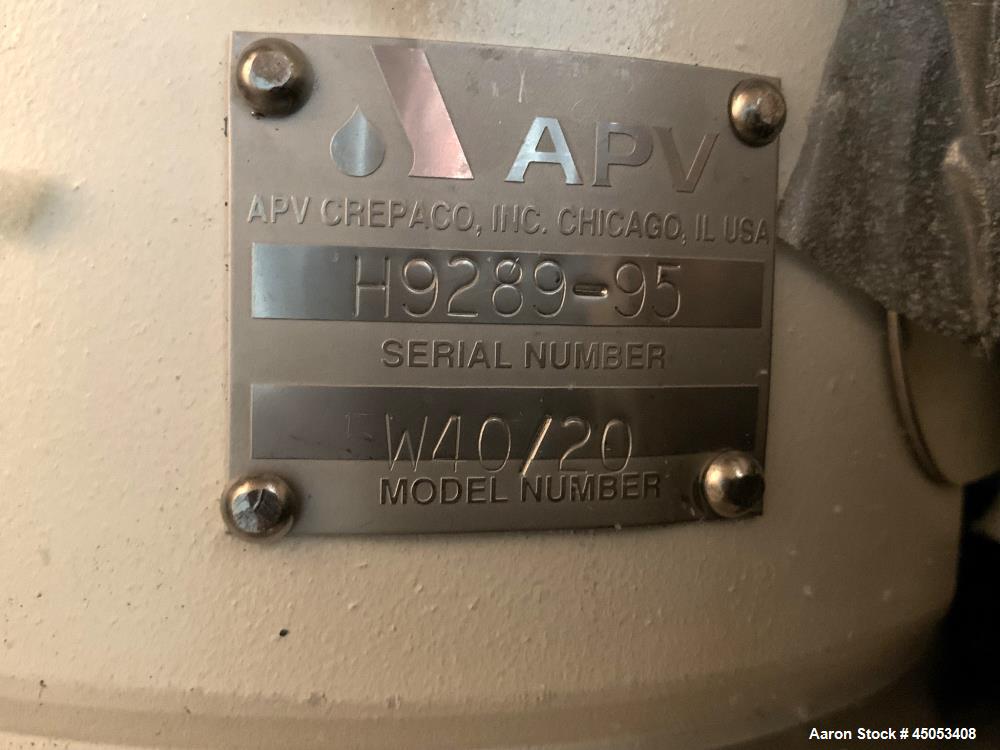 APV
APV CREPACO, INC. CHICAGO, IL USA
H9289-95
SERIAL NUMBER
W40/20
MODEL NUMBER
Aaron Stock # 45053408